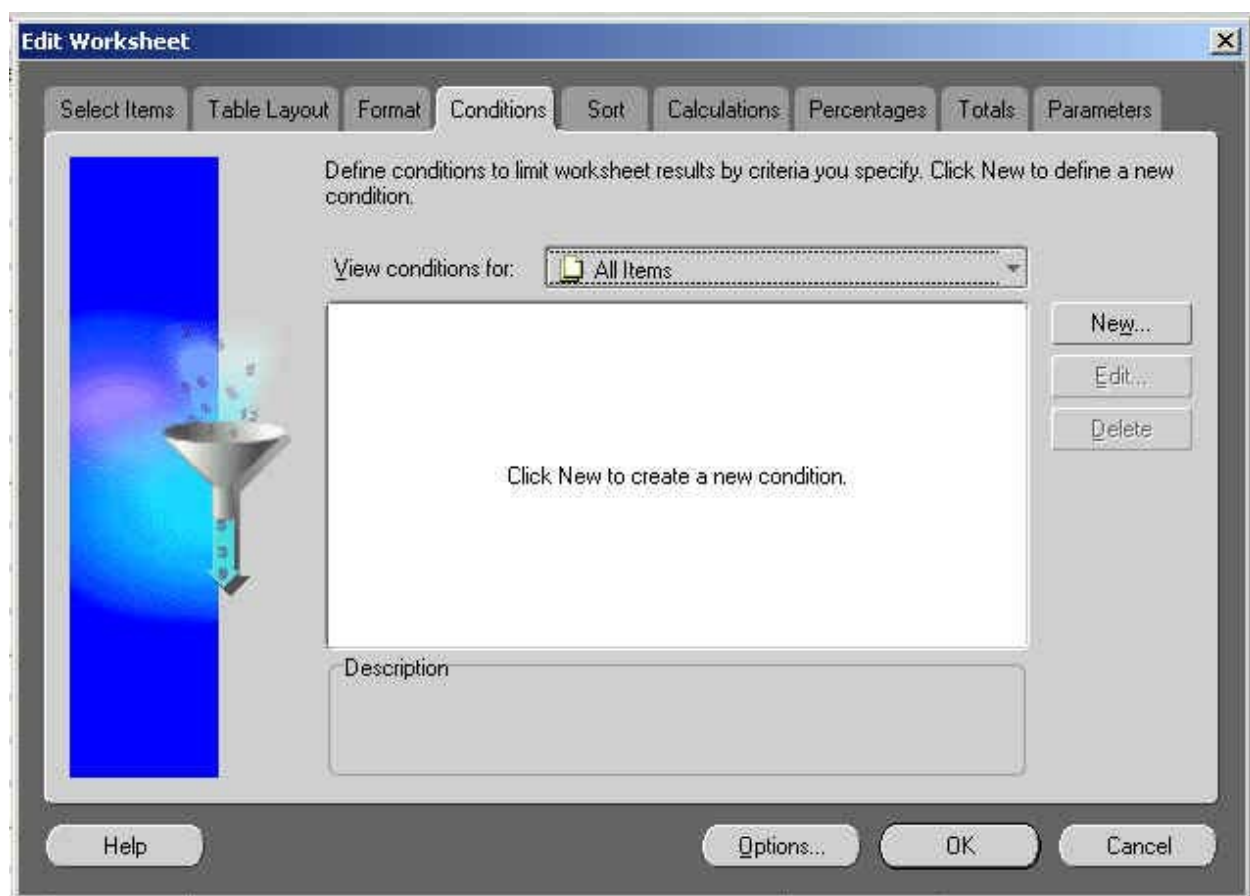 Edit Worksheet
Select Items Table Layout Format Conditions Sort Calculations Percentages Totals Parameters
Define conditions to limit worksheet results by criteria you specify. Click New to define a new
condition.
View conditions for: All Items
New...
Edit...
Delete
Click New to create a new condition.
Description
Help Options... OK Cancel